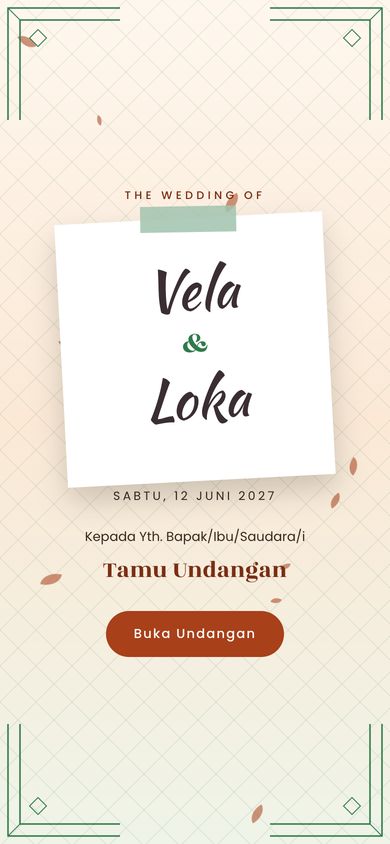 THE WEDDING OF
Vela
&
Loka
SABTU, 12 JUNI 2027
Kepada Yth. Bapak/Ibu/Saudara/i
Tamu Undangan
Buka Undangan